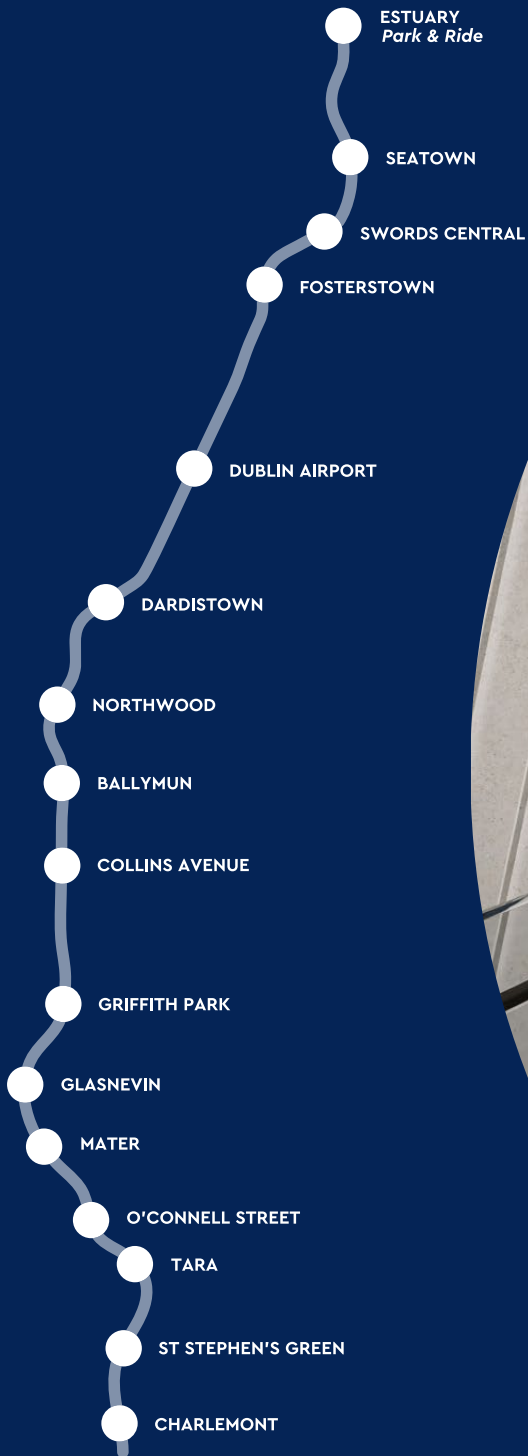 ESTUARY
Park & Ride
SEATOWN
SWORDS CENTRAL
FOSTERSTOWN
DUBLIN AIRPORT
DARDISTOWN
NORTHWOOD
BALLYMUN
COLLINS AVENUE
GRIFFITH PARK
GLASNEVIN
MATER
O'CONNELL STREET
TARA
ST STEPHEN'S GREEN
CHARLEMONT